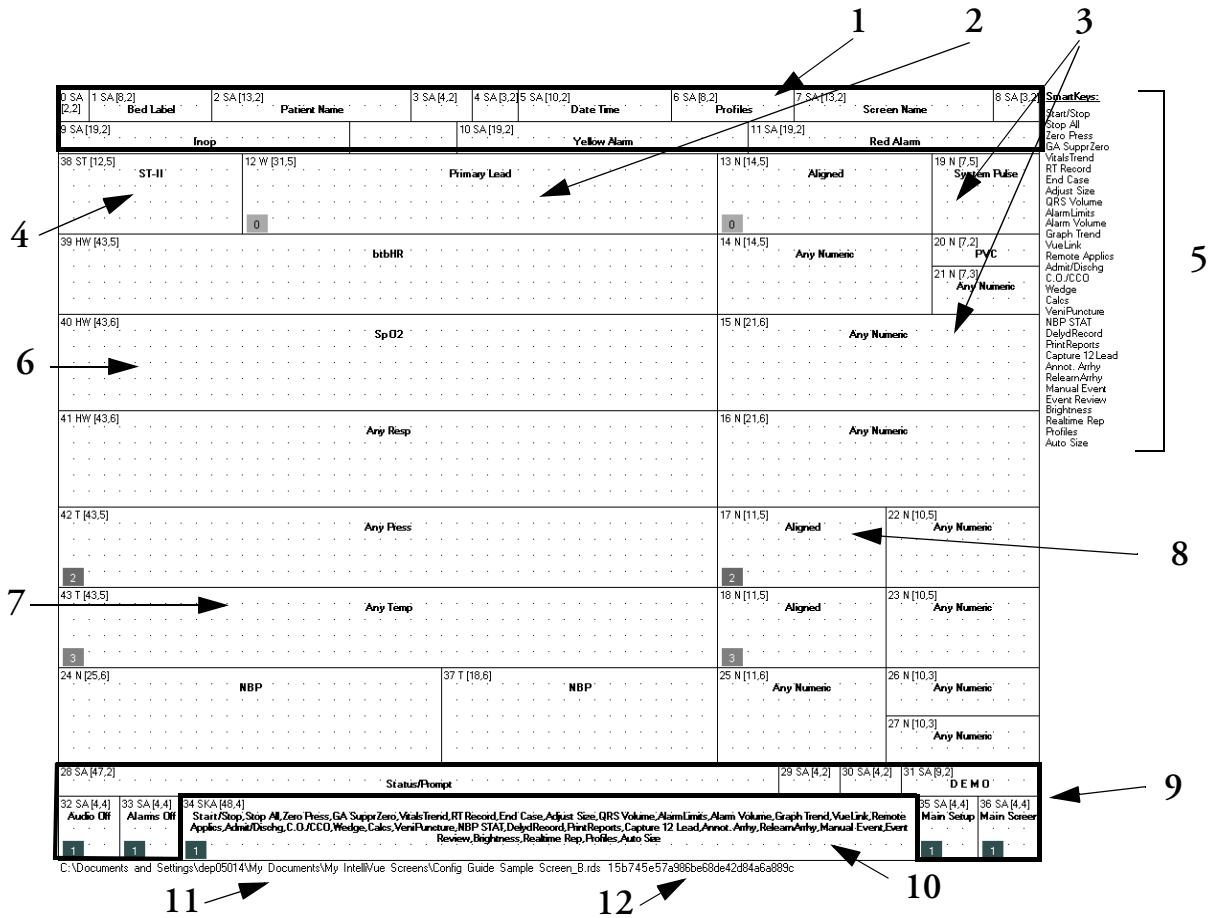 1 2 3
0 SA [2,2] 1 SA [8,2] Bed Label 2 SA [13,2] Patient Name 3 SA [4,2] 4 SA [3,2] 5 SA [10,2] Date Time 6 SA [8,2] Profiles 7 SA [13,2] Screen Name 8 SA [3,2]
9 SA [19,2] Inop 10 SA [19,2] Yellow Alarm 11 SA [19,2] Red Alarm
38 ST [12,5] ST-II 12 W [31,5] Primary Lead 0 13 N [14,5] Aligned 0 19 N [7,5] System Pulse
4
39 HW [43,5] btbHR 14 N [14,5] Any Numeric 20 N [7,2] PVC
21 N [7,3] Any Numeric
40 HW [43,6] SpO2 15 N [21,6] Any Numeric
6
41 HW [43,6] Any Resp 16 N [21,6] Any Numeric
42 T [43,5] Any Press 2 17 N [11,5] Aligned 2 22 N [10,5] Any Numeric
8
7
43 T [43,5] Any Temp 3 18 N [11,5] Aligned 3 23 N [10,5] Any Numeric
24 N [25,6] NBP 37 T [18,6] NBP 25 N [11,6] Any Numeric 26 N [10,3] Any Numeric
27 N [10,3] Any Numeric
28 SA [47,2] Status/Prompt 29 SA [4,2] 30 SA [4,2] 31 SA [9,2] DEMO
9
32 SA [4,4] Audio Off 1 33 SA [4,4] Alarms Off 1
34 SKA [48,4]
Start/Stop,Stop All,Zero Press,GA SupprZero,VitalsTrend,RT Record,End Case,Adjust Size,QRS Volume,AlarmLimits,Alarm Volume,Graph Trend,VueLink,Remote
Applics,Admit/Dischg,C.O./CCO,Wedge,Calcs,VeniPuncture,NBP STAT,DelydRecord,PrintReports,Capture 12 Lead,Annot. Arrhy,RelearnArrhy,Manual Event,Event
Review,Brightness,Realtime Rep,Profiles,Auto Size
1
35 SA [4,4] Main Setup 1 36 SA [4,4] Main Screen 1
C:\Documents and Settings\dep05014\My Documents\My IntelliVue Screens\Config Guide Sample Screen_B.rds 15b745e57a986be68de42d84a6a889c
11 12 10
SmartKeys:
Start/Stop
Stop All
Zero Press
GA SupprZero
VitalsTrend
RT Record
End Case
Adjust Size
QRS Volume
AlarmLimits
Alarm Volume
Graph Trend
VueLink
Remote Applics
Admit/Dischg
C.O./CCO
Wedge
Calcs
VeniPuncture
NBP STAT
DelydRecord
PrintReports
Capture 12 Lead
Annot. Arrhy
RelearnArrhy
Manual Event
Event Review
Brightness
Realtime Rep
Profiles
Auto Size
5